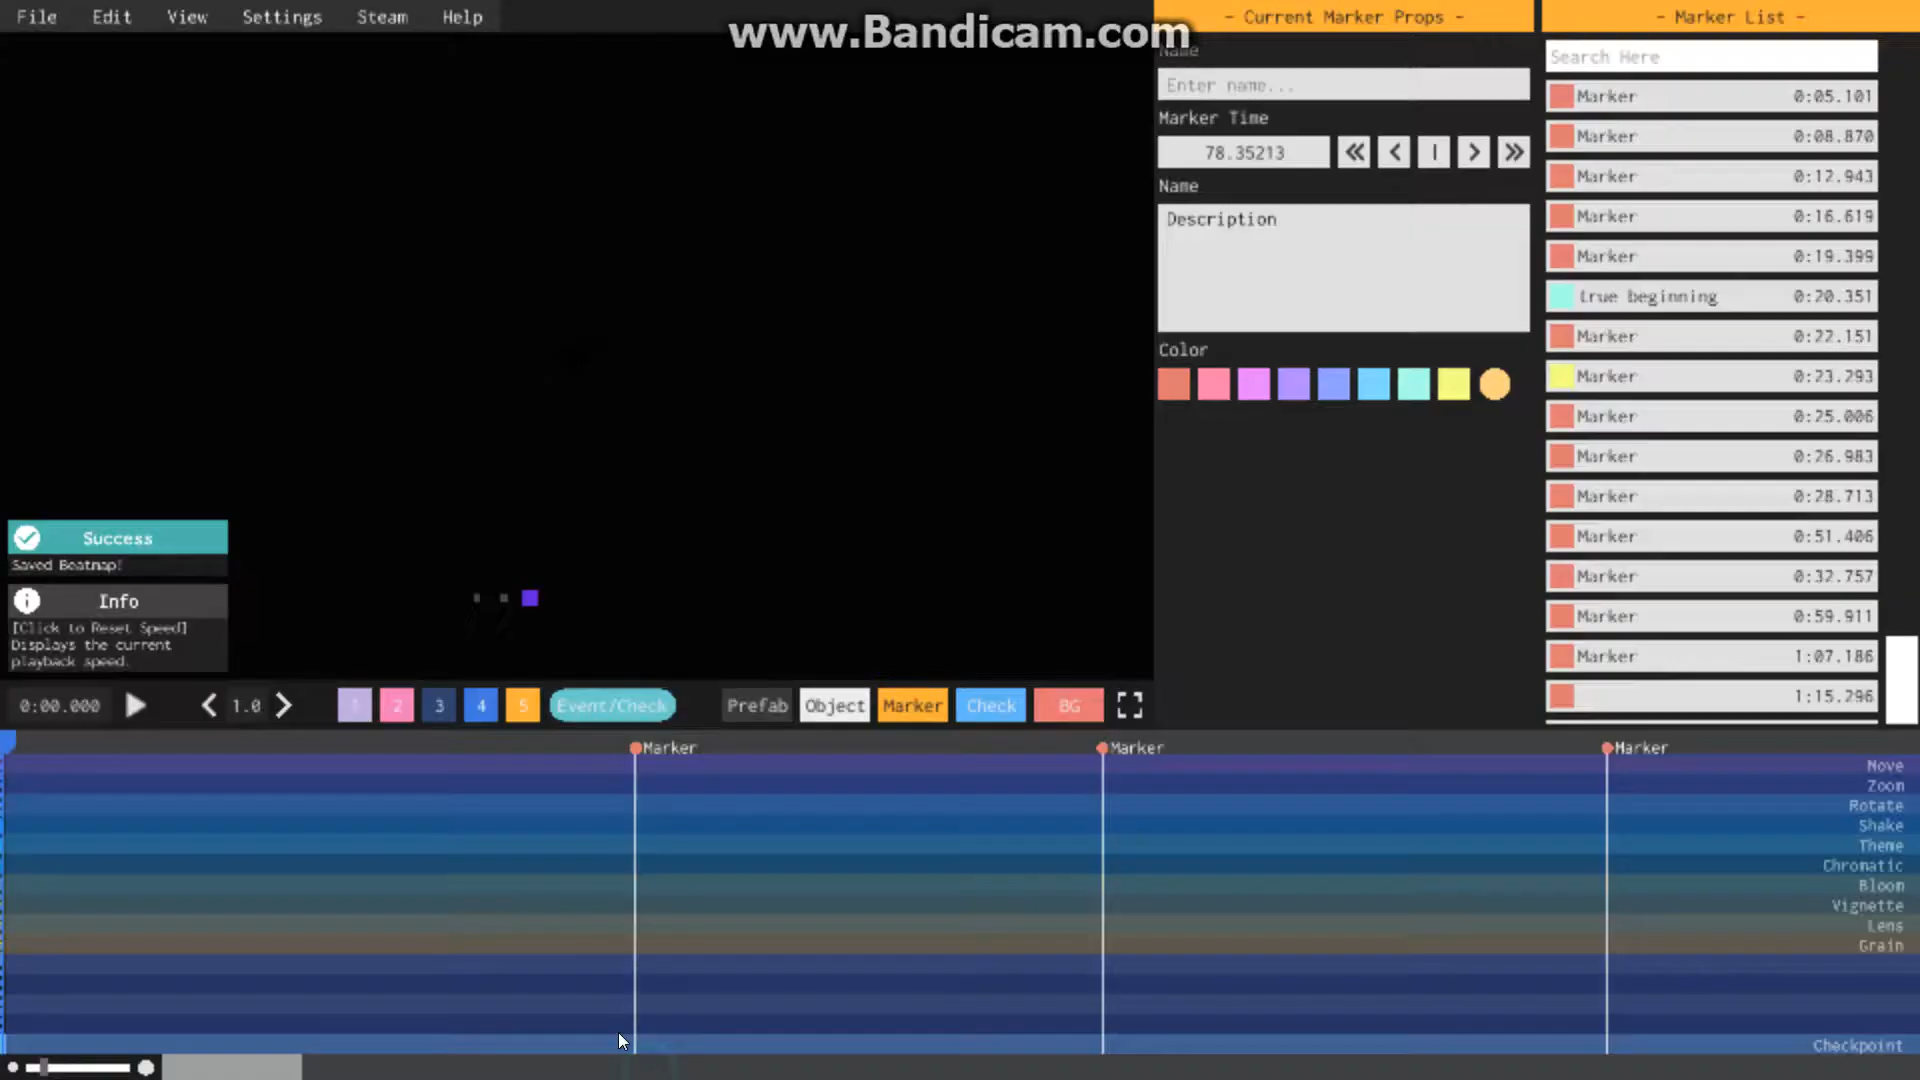 File Edit View Settings Steam Help
www.Bandicam.com
- Current Marker Props -
- Marker List -
Name
Enter name...
Marker Time
78.35213
Name
Description
Color
Search Here
Marker 0:05.101
Marker 0:08.870
Marker 0:12.943
Marker 0:16.619
Marker 0:19.399
true beginning 0:20.351
Marker 0:22.151
Marker 0:23.293
Marker 0:25.006
Marker 0:26.983
Marker 0:28.713
Marker 0:51.406
Marker 0:32.757
Marker 0:59.911
Marker 1:07.186
1:15.296
Success
Saved Beatmap!
Info
[Click to Reset Speed]
Displays the current
playback speed.
0:00.000 1.0 1 2 3 4 5 Event/Check Prefab Object Marker Check BG
Marker Marker Marker
Move
Zoom
Rotate
Shake
Theme
Chromatic
Bloom
Vignette
Lens
Grain
Checkpoint